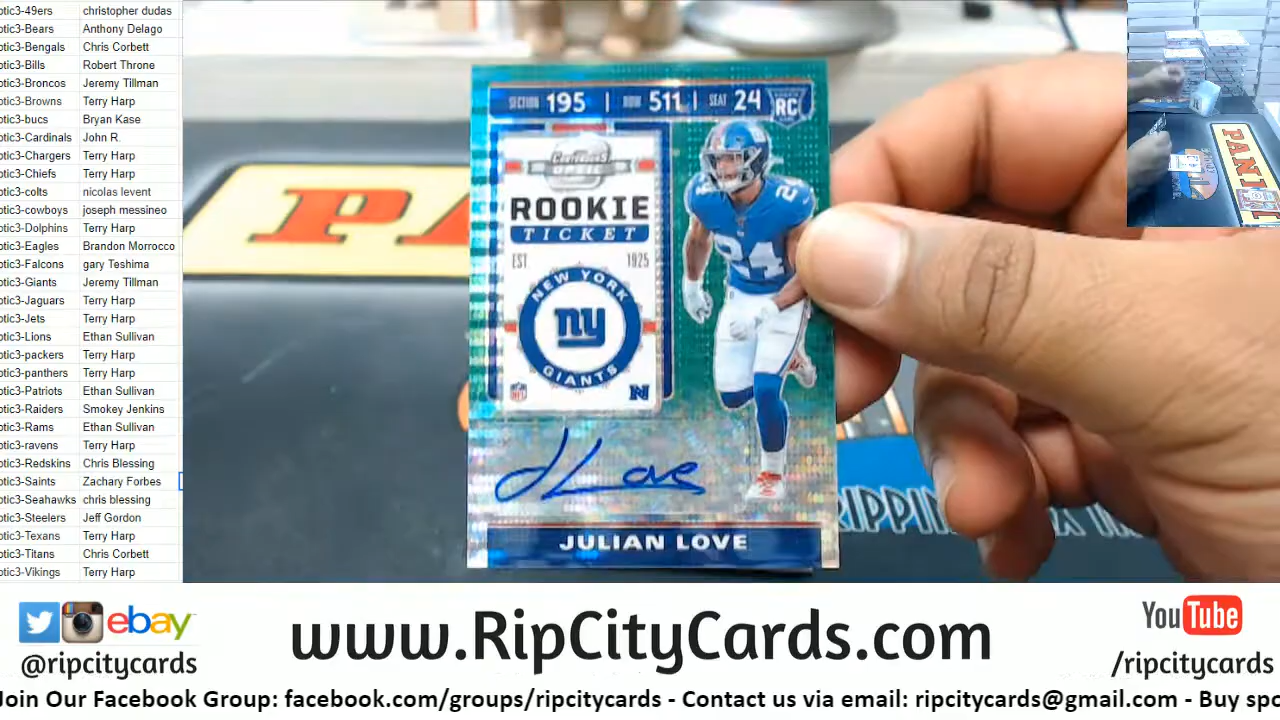 otic3-49ers christopher dudas
otic3-Bears Anthony Delago
otic3-Bengals Chris Corbett
otic3-Bills Robert Throne
otic3-Broncos Jeremy Tillman
otic3-Browns Terry Harp
otic3-bucs Bryan Kase
otic3-Cardinals John R.
otic3-Chargers Terry Harp
otic3-Chiefs Terry Harp
otic3-colts nicolas levent
otic3-cowboys joseph messineo
otic3-Dolphins Terry Harp
otic3-Eagles Brandon Morrocco
otic3-Falcons gary Teshima
otic3-Giants Jeremy Tillman
otic3-Jaguars Terry Harp
otic3-Jets Terry Harp
otic3-Lions Ethan Sullivan
otic3-packers Terry Harp
otic3-panthers Terry Harp
otic3-Patriots Ethan Sullivan
otic3-Raiders Smokey Jenkins
otic3-Rams Ethan Sullivan
otic3-ravens Terry Harp
otic3-Redskins Chris Blessing
otic3-Saints Zachary Forbes
otic3-Seahawks chris blessing
otic3-Steelers Jeff Gordon
otic3-Texans Terry Harp
otic3-Titans Chris Corbett
otic3-Vikings Terry Harp
SECTION 195 | ROW 511 | SEAT 24
RC
CONTENDERS
OPTIC
ROOKIE
TICKET
EST 1925
NEW YORK
ny
GIANTS
NFL
N
24
J Love
JULIAN LOVE
PA
PANI
RIPPIN
ebay
@ripcitycards
www.RipCityCards.com
YouTube
/ripcitycards
Join Our Facebook Group: facebook.com/groups/ripcitycards - Contact us via email: ripcitycards@gmail.com - Buy spo